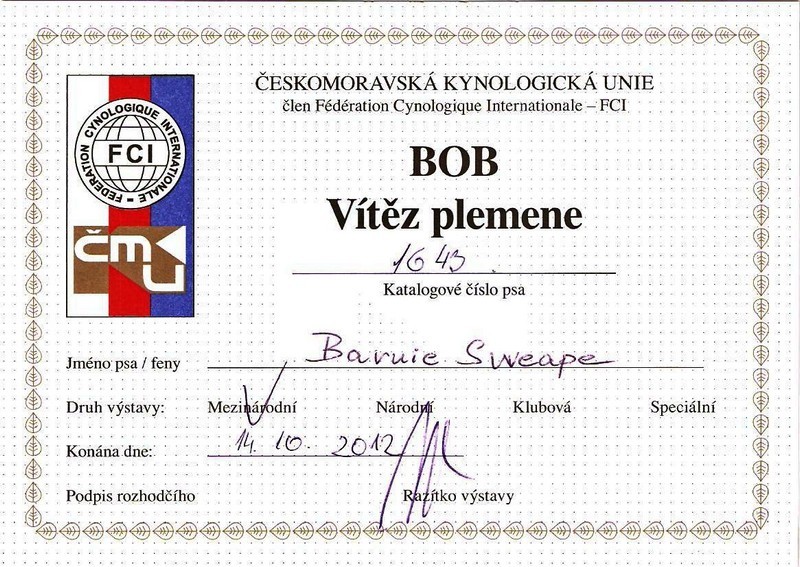 ČESKOMORAVSKÁ KYNOLOGICKÁ UNIE
člen Fédération Cynologique Internationale – FCI
FÉDÉRATION CYNOLOGIQUE INTERNATIONALE
FCI
čmu
BOB
Vítěz plemene
1643
Katalogové číslo psa
Jméno psa / feny Barnie Sweape
Druh výstavy: Mezinárodní Národní Klubová Speciální
Konána dne: 14. 10. 2012
Podpis rozhodčího Razítko výstavy